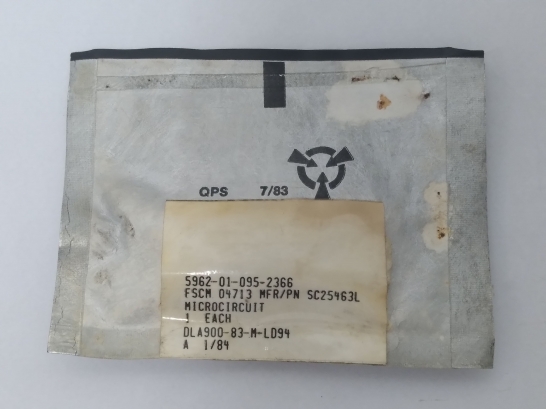 QPS 7/83
5962-01-095-2366
FSCM 04713 MFR/PN SC25463L
MICROCIRCUIT
1 EACH
DLA900-83-M-LD94
A 1/84